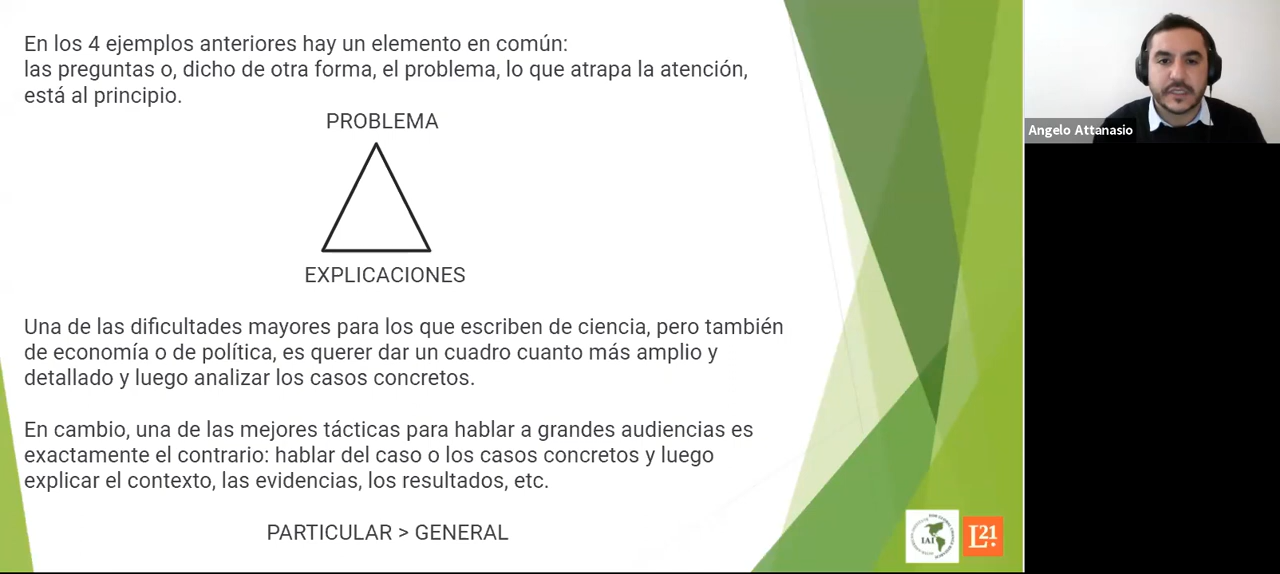 En los 4 ejemplos anteriores hay un elemento en común:
las preguntas o, dicho de otra forma, el problema, lo que atrapa la atención,
está al principio.
PROBLEMA
EXPLICACIONES
Una de las dificultades mayores para los que escriben de ciencia, pero también
de economía o de política, es querer dar un cuadro cuanto más amplio y
detallado y luego analizar los casos concretos.
En cambio, una de las mejores tácticas para hablar a grandes audiencias es
exactamente el contrario: hablar del caso o los casos concretos y luego
explicar el contexto, las evidencias, los resultados, etc.
PARTICULAR > GENERAL
IAI
L21
Angelo Attanasio